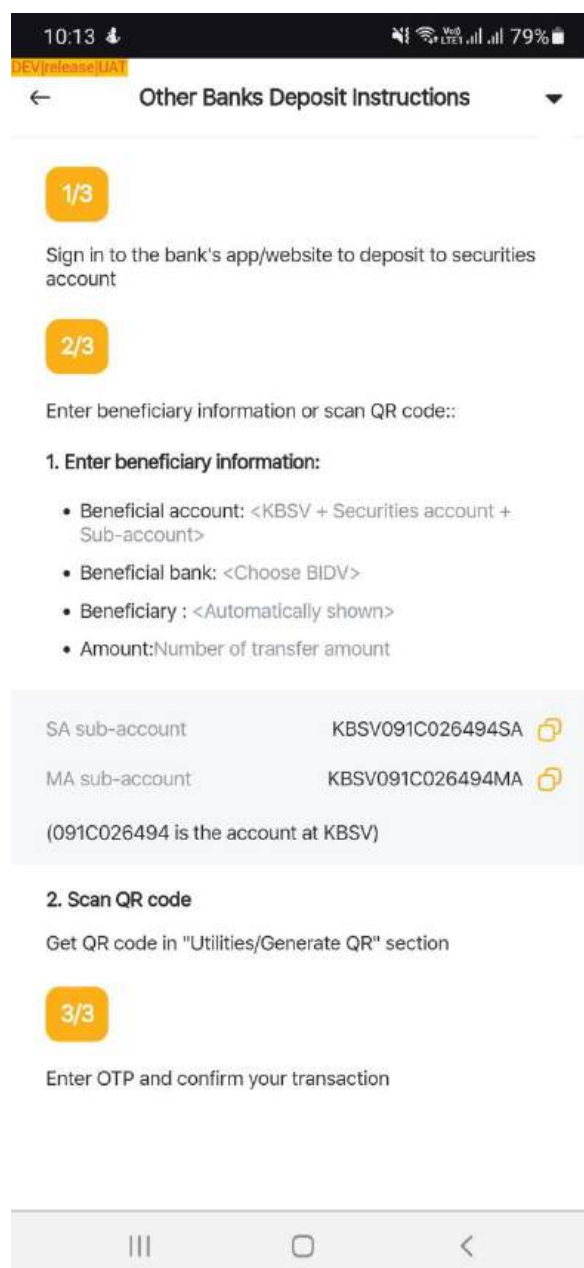 10:13
79%
DEV|release|UAT
Other Banks Deposit Instructions
1/3
Sign in to the bank's app/website to deposit to securities
account
2/3
Enter beneficiary information or scan QR code::
1. Enter beneficiary information:
• Beneficial account: <KBSV + Securities account +
Sub-account>
• Beneficial bank: <Choose BIDV>
• Beneficiary : <Automatically shown>
• Amount:Number of transfer amount
SA sub-account KBSV091C026494SA
MA sub-account KBSV091C026494MA
(091C026494 is the account at KBSV)
2. Scan QR code
Get QR code in "Utilities/Generate QR" section
3/3
Enter OTP and confirm your transaction